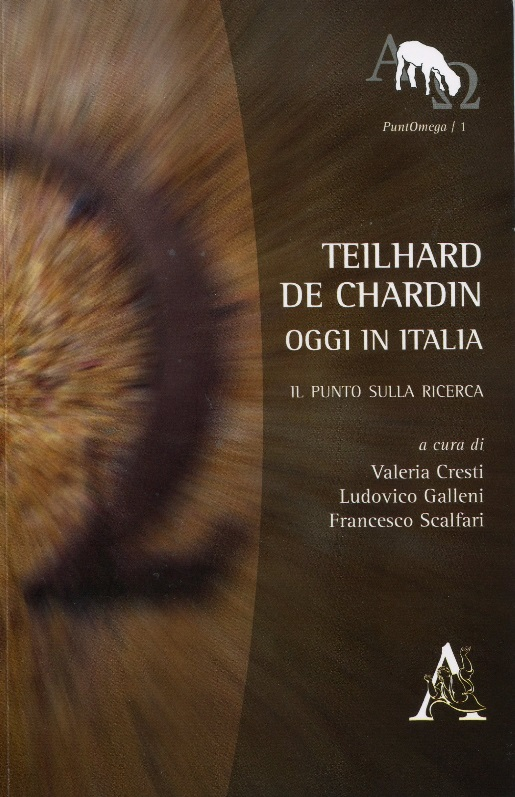 ΑΩ
PuntOmega / 1
TEILHARD
DE CHARDIN
OGGI IN ITALIA
IL PUNTO SULLA RICERCA
a cura di
Valeria Cresti
Ludovico Galleni
Francesco Scalfari
A